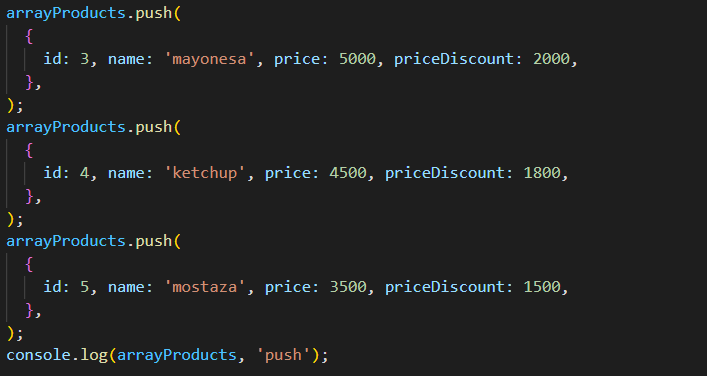 arrayProducts.push(
  {
    id: 3, name: 'mayonesa', price: 5000, priceDiscount: 2000,
  },
);
arrayProducts.push(
  {
    id: 4, name: 'ketchup', price: 4500, priceDiscount: 1800,
  },
);
arrayProducts.push(
  {
    id: 5, name: 'mostaza', price: 3500, priceDiscount: 1500,
  },
);
console.log(arrayProducts, 'push');